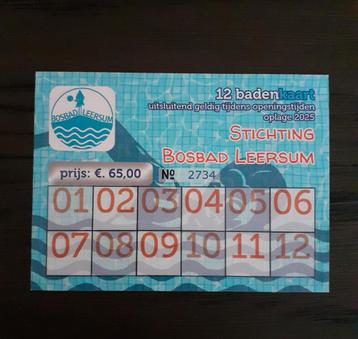 12 badenkaart
uitsluitend geldig tijdens openingstijden
oplage 2025
BOSBAD LEERSUM
STICHTING
BOSBAD LEERSUM
prijs: €. 65,00 Nº 2734
01 02 03 04 05 06
07 08 09 10 11 12